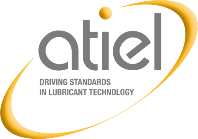 atiel
DRIVING STANDARDS
IN LUBRICANT TECHNOLOGY